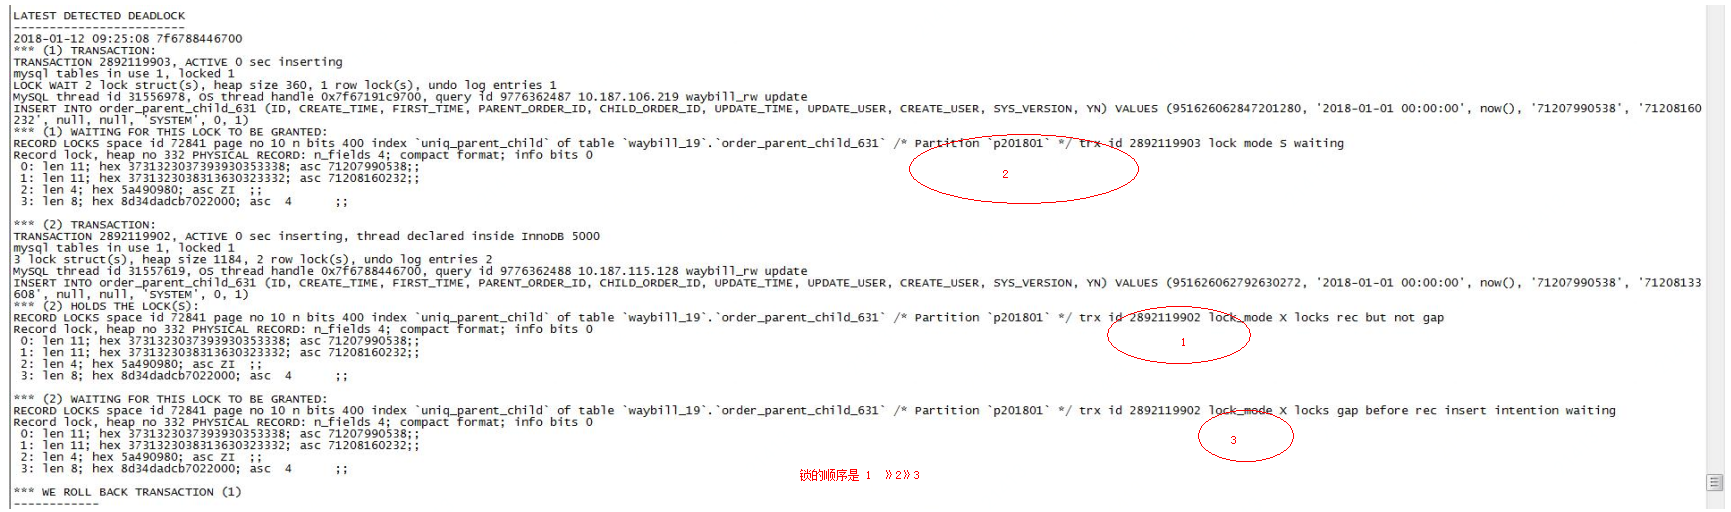 LATEST DETECTED DEADLOCK
------------------------
2018-01-12 09:25:08 7f6788446700
*** (1) TRANSACTION:
TRANSACTION 2892119903, ACTIVE 0 sec inserting
mysql tables in use 1, locked 1
LOCK WAIT 2 lock struct(s), heap size 360, 1 row lock(s), undo log entries 1
MySQL thread id 31556978, OS thread handle 0x7f67191c9700, query id 9776362487 10.187.106.219 waybill_rw update
INSERT INTO order_parent_child_631 (ID, CREATE_TIME, FIRST_TIME, PARENT_ORDER_ID, CHILD_ORDER_ID, UPDATE_TIME, UPDATE_USER, CREATE_USER, SYS_VERSION, YN) VALUES (951626062847201280, '2018-01-01 00:00:00', now(), '71207990538', '71208160
232', null, null, 'SYSTEM', 0, 1)
*** (1) WAITING FOR THIS LOCK TO BE GRANTED:
RECORD LOCKS space id 72841 page no 10 n bits 400 index `uniq_parent_child` of table `waybill_19`.`order_parent_child_631` /* Partition `p201801` */ trx id 2892119903 lock mode S waiting
Record lock, heap no 332 PHYSICAL RECORD: n_fields 4; compact format; info bits 0
0: len 11; hex 3731323037393930353338; asc 71207990538;;
2
1: len 11; hex 3731323038313630323332; asc 71208160232;;
2: len 4; hex 5a490980; asc ZI  ;;
3: len 8; hex 8d34dadcb7022000; asc  4      ;;
*** (2) TRANSACTION:
TRANSACTION 2892119902, ACTIVE 0 sec inserting, thread declared inside InnoDB 5000
mysql tables in use 1, locked 1
3 lock struct(s), heap size 1184, 2 row lock(s), undo log entries 2
MySQL thread id 31557619, OS thread handle 0x7f6788446700, query id 9776362488 10.187.115.128 waybill_rw update
INSERT INTO order_parent_child_631 (ID, CREATE_TIME, FIRST_TIME, PARENT_ORDER_ID, CHILD_ORDER_ID, UPDATE_TIME, UPDATE_USER, CREATE_USER, SYS_VERSION, YN) VALUES (951626062792630272, '2018-01-01 00:00:00', now(), '71207990538', '71208133
608', null, null, 'SYSTEM', 0, 1)
*** (2) HOLDS THE LOCK(S):
RECORD LOCKS space id 72841 page no 10 n bits 400 index `uniq_parent_child` of table `waybill_19`.`order_parent_child_631` /* Partition `p201801` */ trx id 2892119902 lock_mode X locks rec but not gap
Record lock, heap no 332 PHYSICAL RECORD: n_fields 4; compact format; info bits 0
0: len 11; hex 3731323037393930353338; asc 71207990538;;
1
1: len 11; hex 3731323038313630323332; asc 71208160232;;
2: len 4; hex 5a490980; asc ZI  ;;
3: len 8; hex 8d34dadcb7022000; asc  4      ;;
*** (2) WAITING FOR THIS LOCK TO BE GRANTED:
RECORD LOCKS space id 72841 page no 10 n bits 400 index `uniq_parent_child` of table `waybill_19`.`order_parent_child_631` /* Partition `p201801` */ trx id 2892119902 lock_mode X locks gap before rec insert intention waiting
Record lock, heap no 332 PHYSICAL RECORD: n_fields 4; compact format; info bits 0
0: len 11; hex 3731323037393930353338; asc 71207990538;;
3
1: len 11; hex 3731323038313630323332; asc 71208160232;;
2: len 4; hex 5a490980; asc ZI  ;;
3: len 8; hex 8d34dadcb7022000; asc  4      ;;
锁的顺序是 1  》2》3
*** WE ROLL BACK TRANSACTION (1)
------------